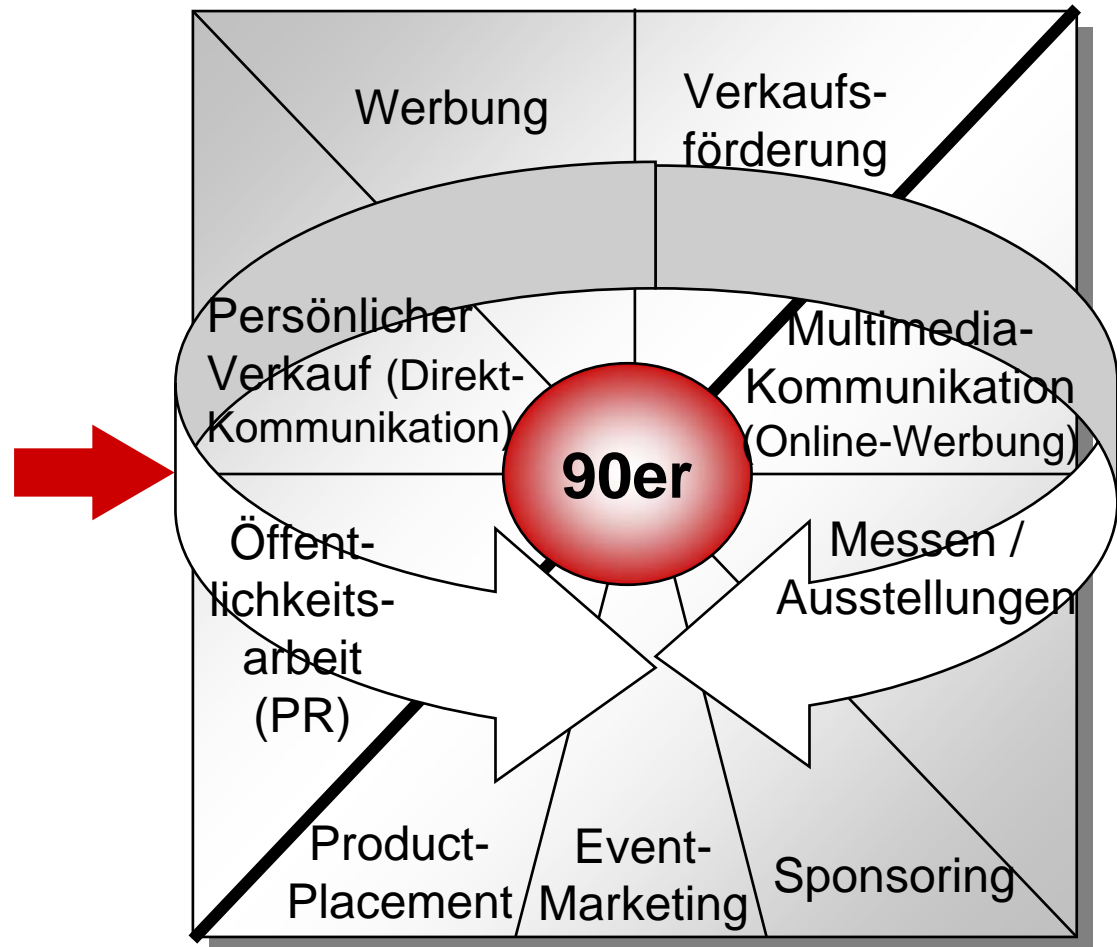 Werbung
Verkaufs-
förderung
Persönlicher
Verkauf (Direkt-
Kommunikation)
Multimedia-
Kommunikation
(Online-Werbung)
90er
Öffent-
lichkeits-
arbeit
(PR)
Messen /
Ausstellungen
Product-
Placement
Event-
Marketing
Sponsoring